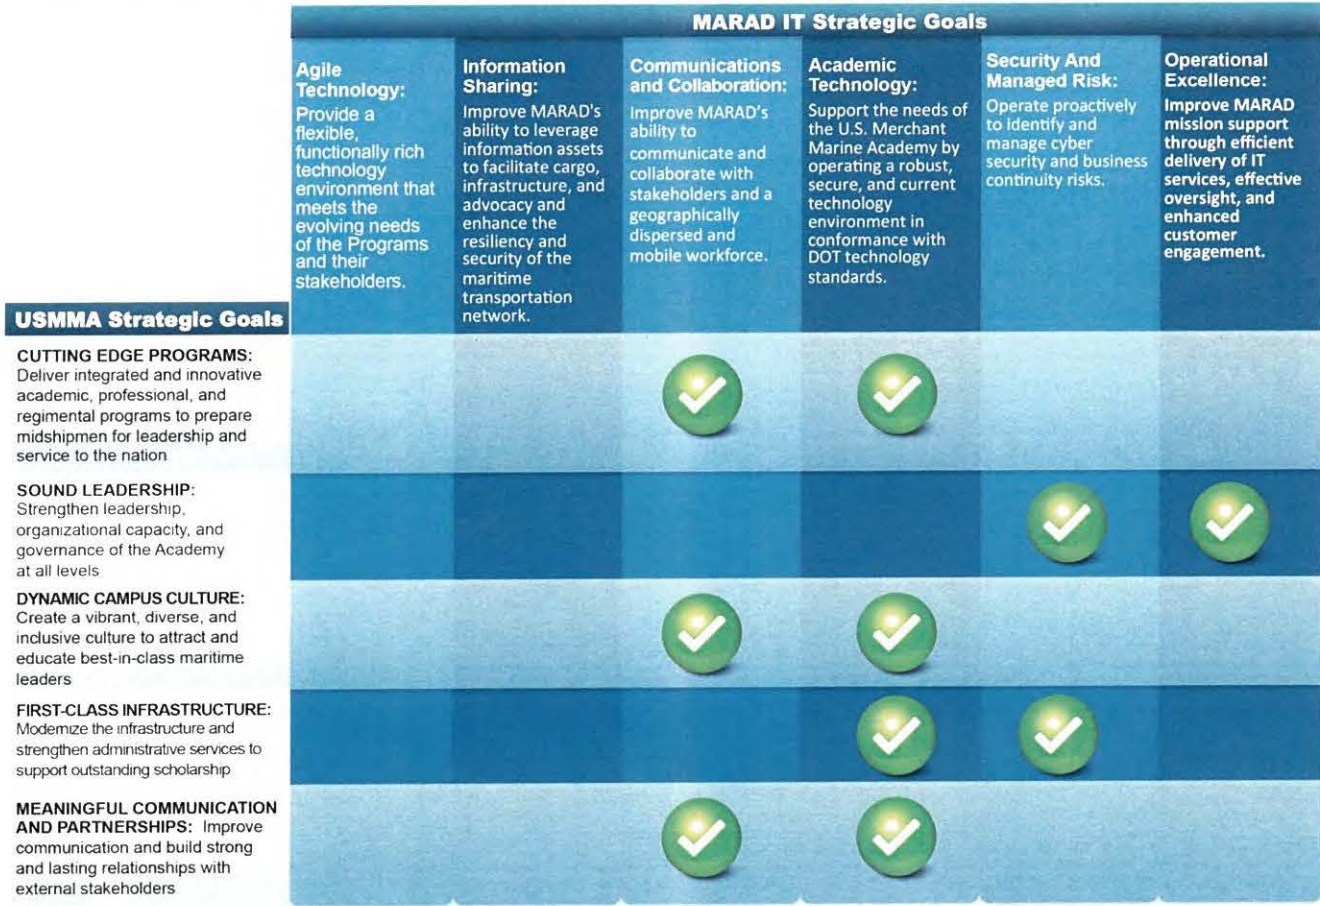 MARAD IT Strategic Goals
Agile
Technology:
Provide a
flexible,
functionally rich
technology
environment that
meets the
evolving needs
of the Programs
and their
stakeholders.
Information
Sharing:
Improve MARAD's
ability to leverage
information assets
to facilitate cargo,
infrastructure, and
advocacy and
enhance the
resiliency and
security of the
maritime
transportation
network.
Communications
and Collaboration:
Improve MARAD's
ability to
communicate and
collaborate with
stakeholders and a
geographically
dispersed and
mobile workforce.
Academic
Technology:
Support the needs of
the U.S. Merchant
Marine Academy by
operating a robust,
secure, and current
technology
environment in
conformance with
DOT technology
standards.
Security And
Managed Risk:
Operate proactively
to identify and
manage cyber
security and business
continuity risks.
Operational
Excellence:
Improve MARAD
mission support
through efficient
delivery of IT
services, effective
oversight, and
enhanced
customer
engagement.
USMMA Strategic Goals
CUTTING EDGE PROGRAMS:
Deliver integrated and innovative
academic, professional, and
regimental programs to prepare
midshipmen for leadership and
service to the nation
SOUND LEADERSHIP:
Strengthen leadership,
organizational capacity, and
governance of the Academy
at all levels
DYNAMIC CAMPUS CULTURE:
Create a vibrant, diverse, and
inclusive culture to attract and
educate best-in-class maritime
leaders
FIRST-CLASS INFRASTRUCTURE:
Modernize the infrastructure and
strengthen administrative services to
support outstanding scholarship
MEANINGFUL COMMUNICATION
AND PARTNERSHIPS: Improve
communication and build strong
and lasting relationships with
external stakeholders